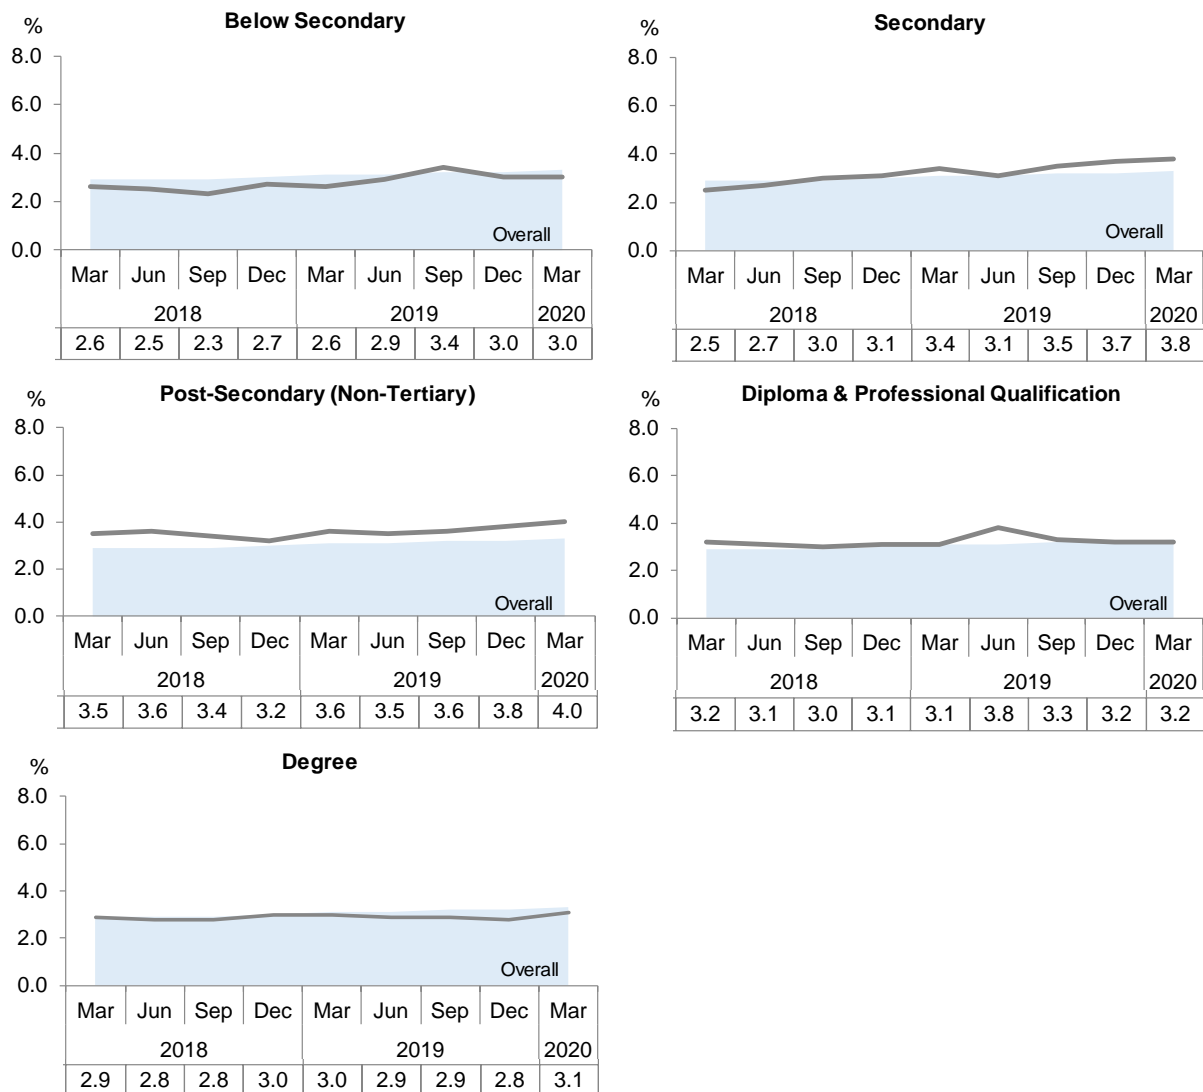 Below Secondary
%
8.0
6.0
4.0
2.0
0.0
Overall
Mar Jun Sep Dec Mar Jun Sep Dec Mar
2018 2019 2020
2.6 2.5 2.3 2.7 2.6 2.9 3.4 3.0 3.0
Secondary
%
8.0
6.0
4.0
2.0
0.0
Overall
Mar Jun Sep Dec Mar Jun Sep Dec Mar
2018 2019 2020
2.5 2.7 3.0 3.1 3.4 3.1 3.5 3.7 3.8
Post-Secondary (Non-Tertiary)
%
8.0
6.0
4.0
2.0
0.0
Overall
Mar Jun Sep Dec Mar Jun Sep Dec Mar
2018 2019 2020
3.5 3.6 3.4 3.2 3.6 3.5 3.6 3.8 4.0
Diploma & Professional Qualification
%
8.0
6.0
4.0
2.0
0.0
Overall
Mar Jun Sep Dec Mar Jun Sep Dec Mar
2018 2019 2020
3.2 3.1 3.0 3.1 3.1 3.8 3.3 3.2 3.2
Degree
%
8.0
6.0
4.0
2.0
0.0
Overall
Mar Jun Sep Dec Mar Jun Sep Dec Mar
2018 2019 2020
2.9 2.8 2.8 3.0 3.0 2.9 2.9 2.8 3.1